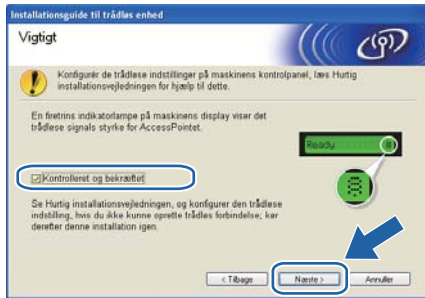 Installationsguide til trådløs enhed
Vigtigt
Konfigurér de trådløse indstillinger på maskinens kontrolpanel, læs Hurtig
installationsvejledningen for hjælp til dette.
En firetrins indikatorlampe på maskinens display viser det
trådløse signals styrke for AccessPointet.
Ready
Kontrolleret og bekræftet
Se Hurtig installationsvejledningen, og konfigurer den trådløse
indstilling, hvis du ikke kunne oprette trådløs forbindelse; kør
derefter denne installation igen.
< Tilbage
Næste >
Annuller